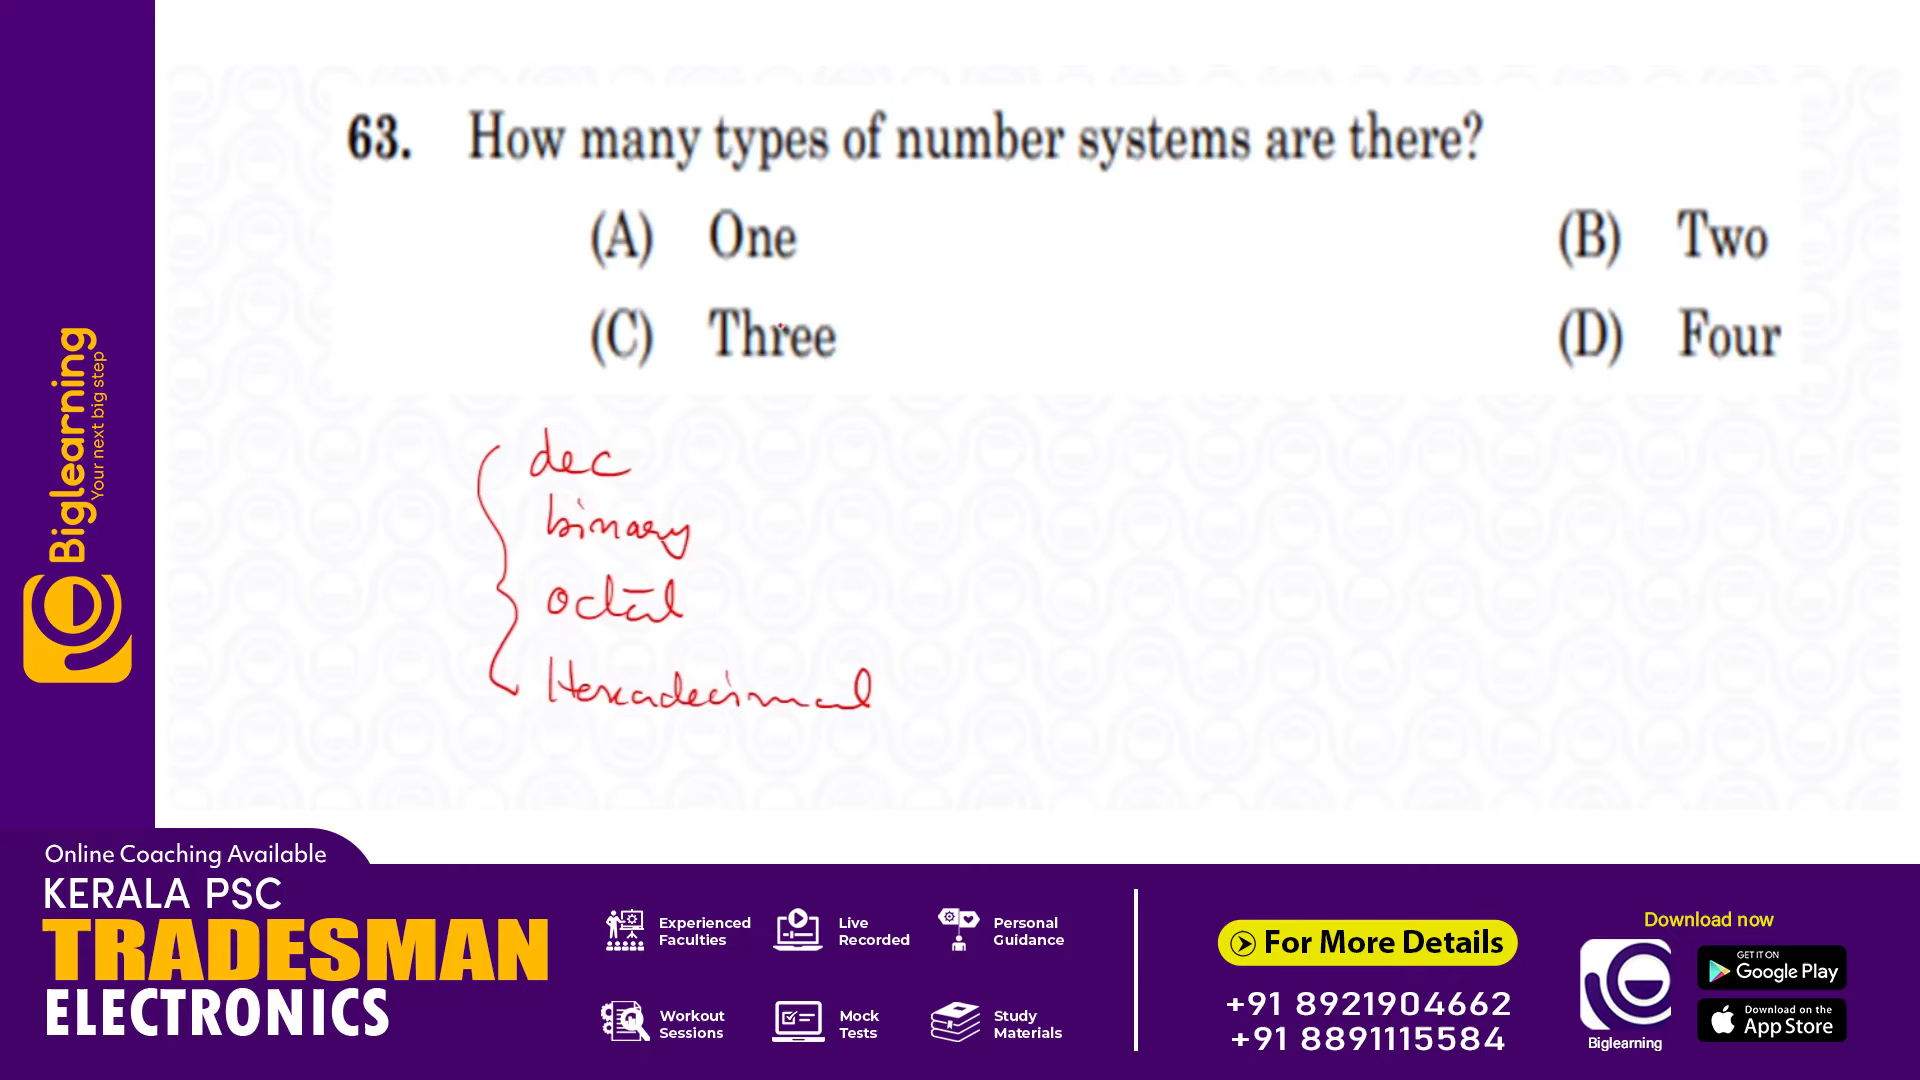 63. How many types of number systems are there?
(A) One (B) Two
(C) Three (D) Four
dec
binary
octal
Hexadecimal
Biglearning
Your next big step
Online Coaching Available
KERALA PSC
TRADESMAN
ELECTRONICS
Experienced
Faculties
Live
Recorded
Personal
Guidance
Workout
Sessions
Mock
Tests
Study
Materials
For More Details
+91 8921904662
+91 8891115584
Download now
Biglearning
GET IT ON
Google Play
Download on the
App Store